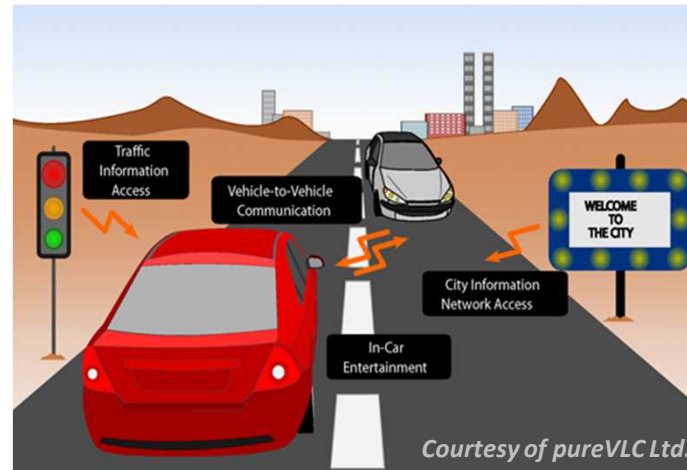 Traffic
Information
Access
Vehicle-to-Vehicle
Communication
WELCOME
TO
THE CITY
City Information
Network Access
In-Car
Entertainment
Courtesy of pureVLC Ltd.